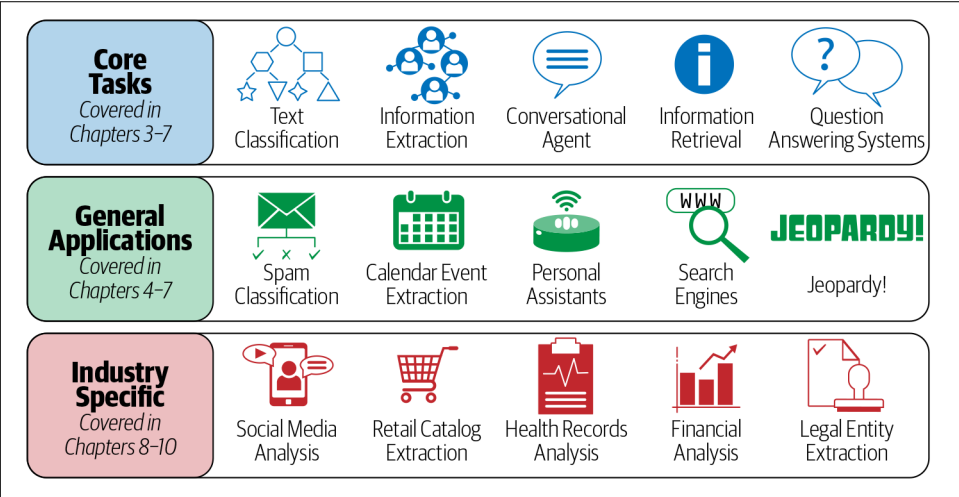 Core
Tasks
Covered in
Chapters 3–7
Text
Classification
Information
Extraction
Conversational
Agent
Information
Retrieval
?
Question
Answering Systems
General
Applications
Covered in
Chapters 4–7
Spam
Classification
Calendar Event
Extraction
Personal
Assistants
WWW
Search
Engines
JEOPARDY!
Jeopardy!
Industry
Specific
Covered in
Chapters 8–10
Social Media
Analysis
Retail Catalog
Extraction
Health Records
Analysis
Financial
Analysis
Legal Entity
Extraction